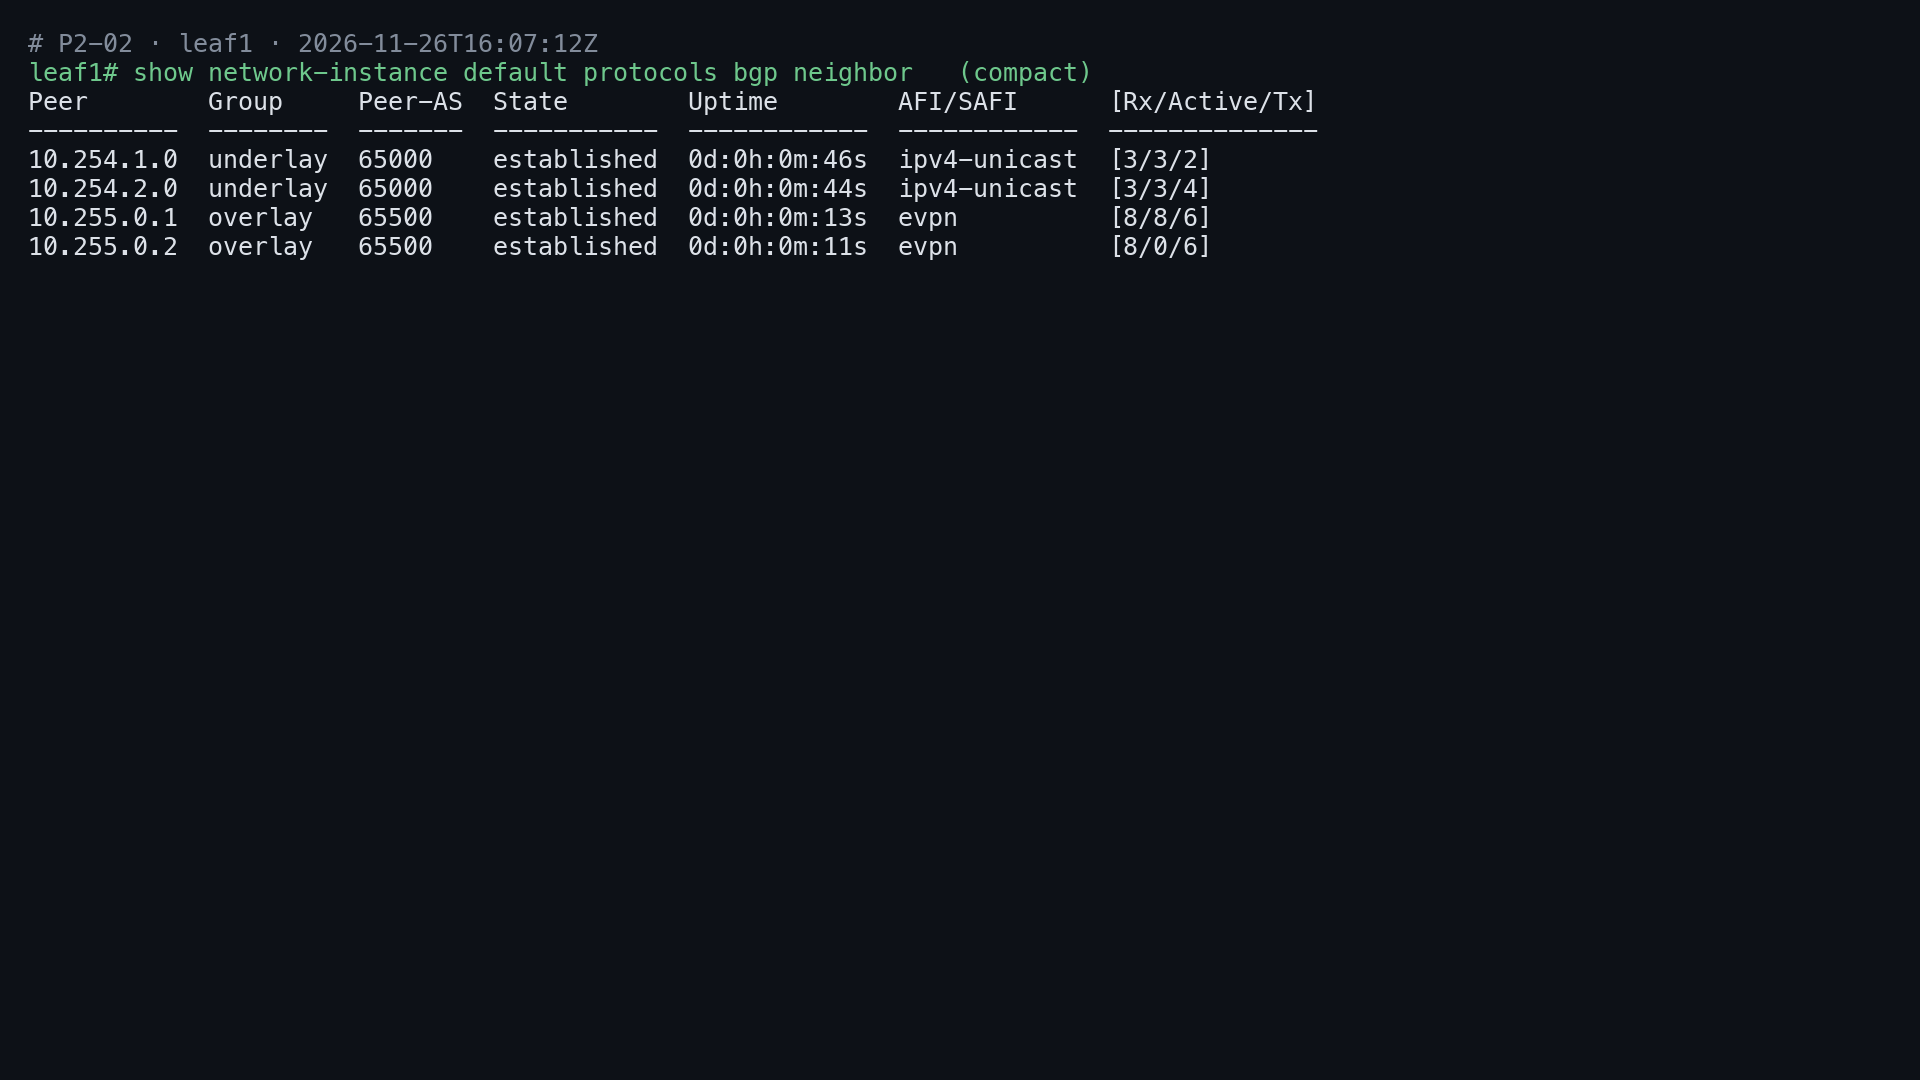 # P2-02 · leaf1 · 2026-11-26T16:07:12Z
leaf1# show network-instance default protocols bgp neighbor   (compact)
Peer        Group     Peer-AS  State        Uptime        AFI/SAFI      [Rx/Active/Tx]
----------  --------  -------  -----------  ------------  ------------  --------------
10.254.1.0  underlay  65000    established  0d:0h:0m:46s  ipv4-unicast  [3/3/2]
10.254.2.0  underlay  65000    established  0d:0h:0m:44s  ipv4-unicast  [3/3/4]
10.255.0.1  overlay   65500    established  0d:0h:0m:13s  evpn          [8/8/6]
10.255.0.2  overlay   65500    established  0d:0h:0m:11s  evpn          [8/0/6]